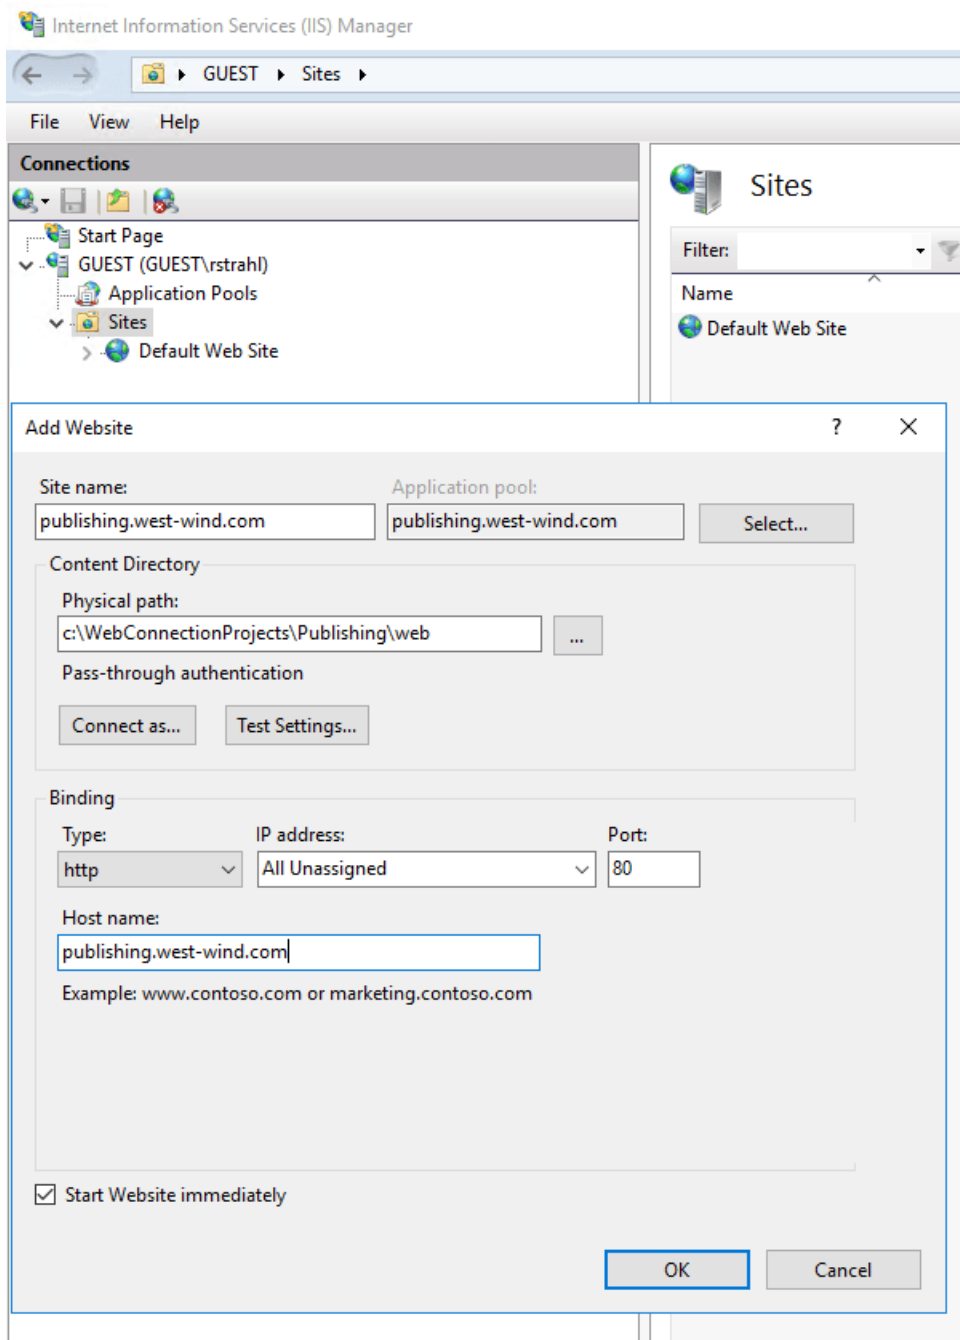 Internet Information Services (IIS) Manager
GUEST Sites
File View Help
Connections
Start Page
GUEST (GUEST\rstrahl)
Application Pools
Sites
Default Web Site
Sites
Filter:
Name
Default Web Site
Add Website ?
Site name: Application pool:
publishing.west-wind.com publishing.west-wind.com Select...
Content Directory
Physical path:
c:\WebConnectionProjects\Publishing\web ...
Pass-through authentication
Connect as... Test Settings...
Binding
Type: IP address: Port:
http All Unassigned 80
Host name:
publishing.west-wind.com
Example: www.contoso.com or marketing.contoso.com
Start Website immediately
OK Cancel